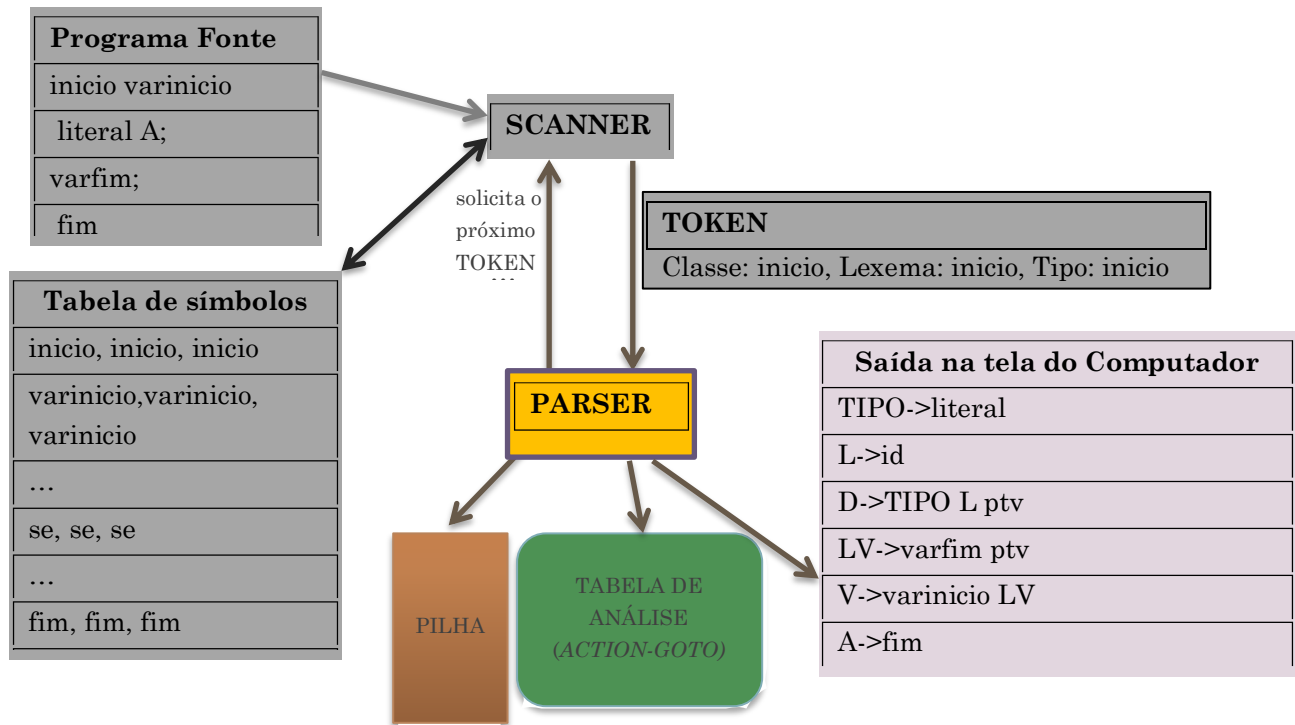 Programa Fonte
inicio varinicio
literal A;
varfim;
fim
SCANNER
solicita o
próximo
TOKEN
...
TOKEN
Classe: inicio, Lexema: inicio, Tipo: inicio
Tabela de símbolos
inicio, inicio, inicio
varinicio,varinicio,
varinicio
...
se, se, se
...
fim, fim, fim
PARSER
PILHA
TABELA DE
ANÁLISE
(ACTION-GOTO)
Saída na tela do Computador
TIPO->literal
L->id
D->TIPO L ptv
LV->varfim ptv
V->varinicio LV
A->fim